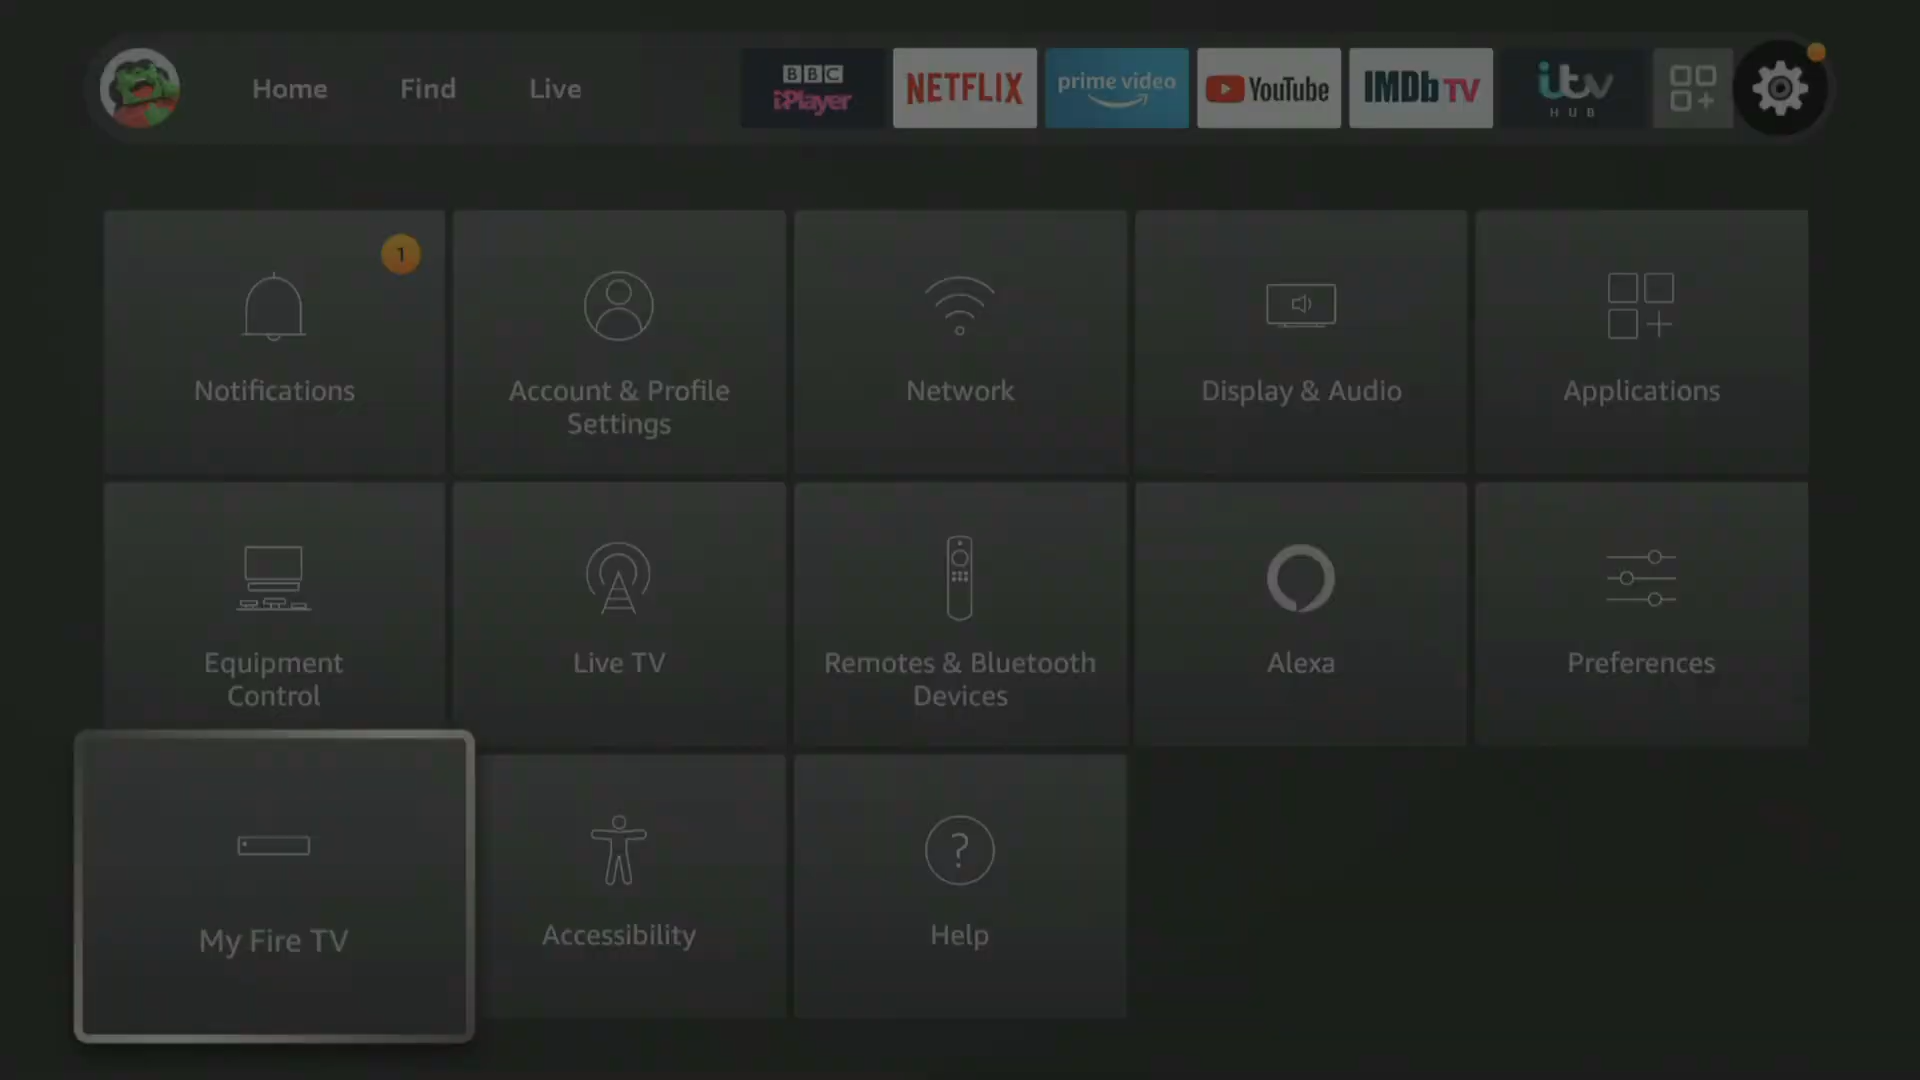 Home
Find
Live
BBC
iPlayer
NETFLIX
prime video
YouTube
IMDb TV
itv
HUB
1
Notifications
Account & Profile
Settings
Network
Display & Audio
Applications
Equipment
Control
Live TV
Remotes & Bluetooth
Devices
Alexa
Preferences
My Fire TV
Accessibility
?
Help